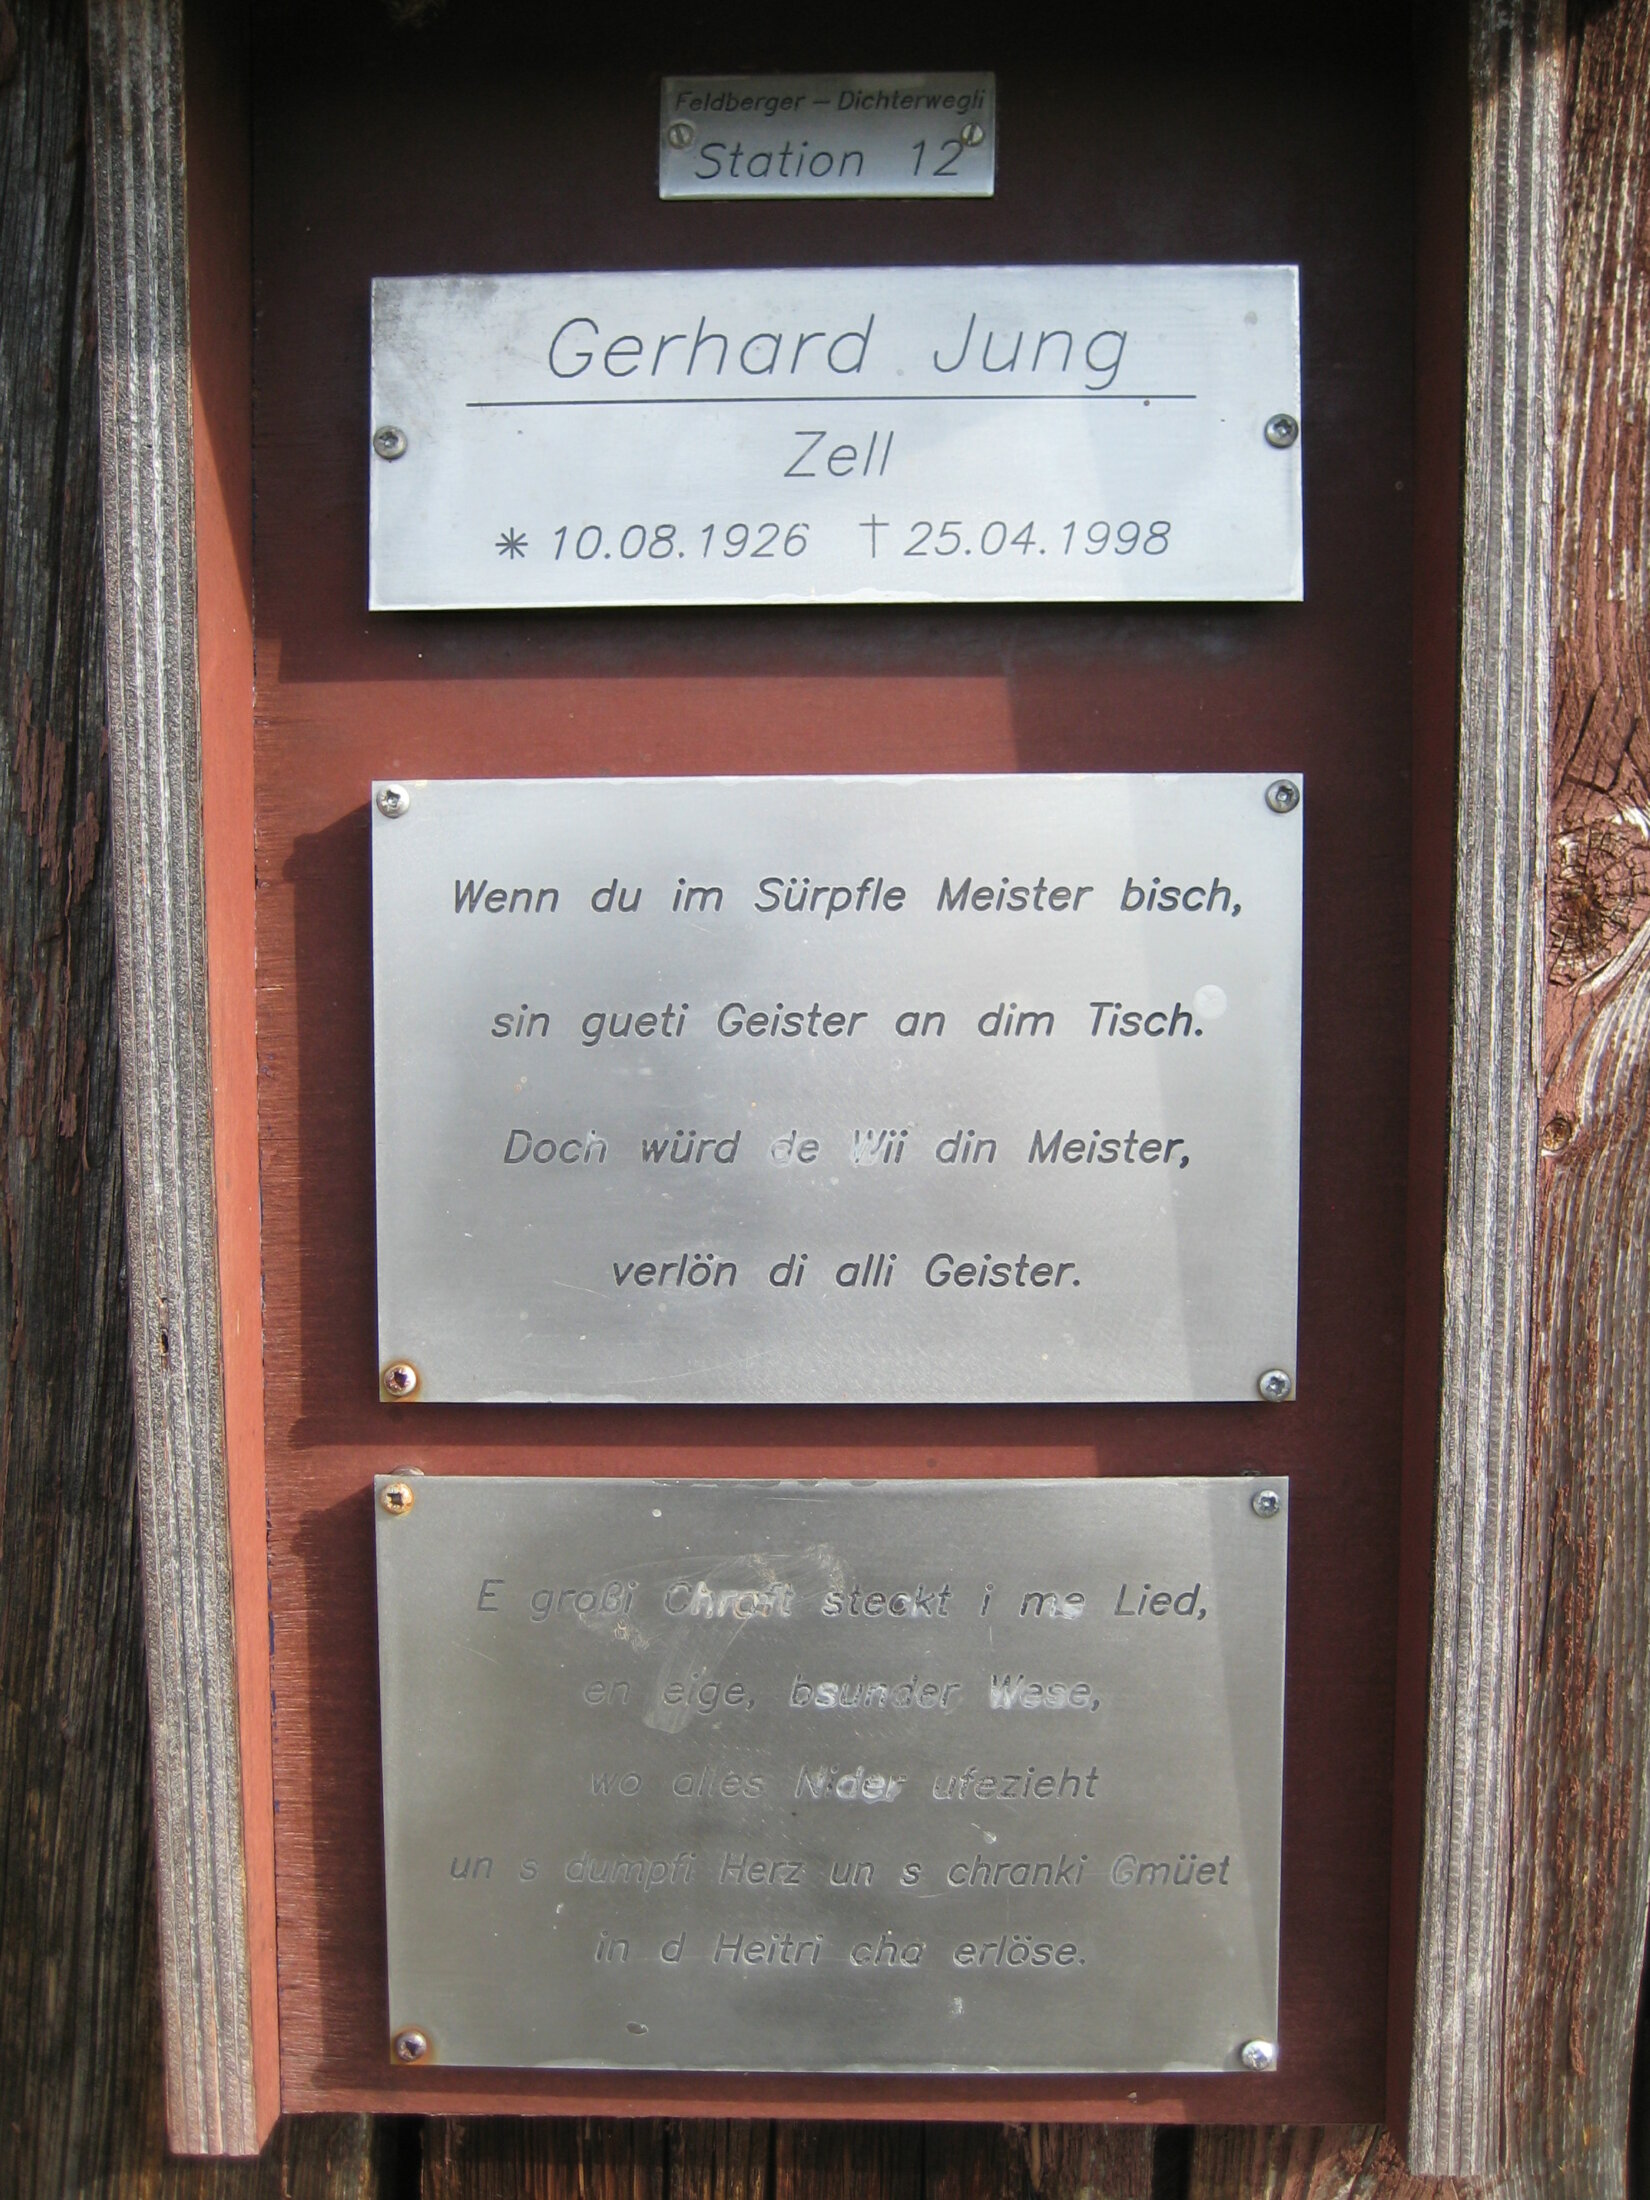 Feldberger – Dichterwegli
Station 12
Gerhard Jung
Zell
* 10.08.1926 † 25.04.1998
Wenn du im Sürpfle Meister bisch,
sin gueti Geister an dim Tisch.
Doch würd de Wii din Meister,
verlön di alli Geister.
E großi Chraft steckt i me Lied,
en eige, bsunder Wese,
wo alles Nider ufezieht
un s dumpfi Herz un s chranki Gmüet
in d Heitri cha erlöse.